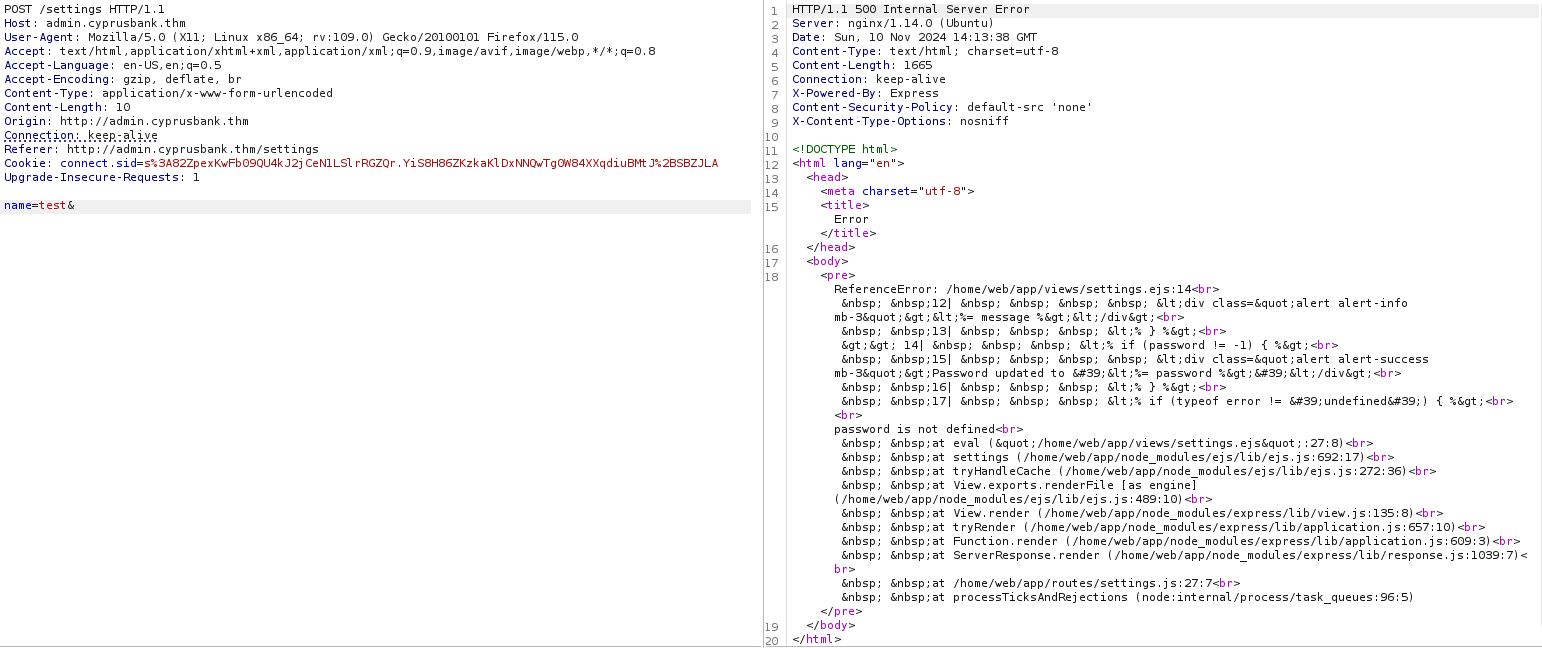 POST /settings HTTP/1.1
Host: admin.cyprusbank.thm
User-Agent: Mozilla/5.0 (X11; Linux x86_64; rv:109.0) Gecko/20100101 Firefox/115.0
Accept: text/html,application/xhtml+xml,application/xml;q=0.9,image/avif,image/webp,*/*;q=0.8
Accept-Language: en-US,en;q=0.5
Accept-Encoding: gzip, deflate, br
Content-Type: application/x-www-form-urlencoded
Content-Length: 10
Origin: http://admin.cyprusbank.thm
Connection: keep-alive
Referer: http://admin.cyprusbank.thm/settings
Cookie: connect.sid=s%3A82ZpexKwFb09QU4kJ2jCeN1LSlrRGZQr.YiS8H86ZKzkaKlDxNNQwTg0W84XXqdiuBMtJ%2BSBZJLA
Upgrade-Insecure-Requests: 1
name=test&
1 HTTP/1.1 500 Internal Server Error
2 Server: nginx/1.14.0 (Ubuntu)
3 Date: Sun, 10 Nov 2024 14:13:38 GMT
4 Content-Type: text/html; charset=utf-8
5 Content-Length: 1665
6 Connection: keep-alive
7 X-Powered-By: Express
8 Content-Security-Policy: default-src 'none'
9 X-Content-Type-Options: nosniff
10
11 <!DOCTYPE html>
12 <html lang="en">
13 <head>
14 <meta charset="utf-8">
15 <title>
Error
</title>
16 </head>
17 <body>
18 <pre>
ReferenceError: /home/web/app/views/settings.ejs:14<br>
&nbsp; &nbsp;12| &nbsp; &nbsp; &nbsp; &nbsp; &lt;div class=&quot;alert alert-info
mb-3&quot;&gt;&lt;%= message %&gt;&lt;/div&gt;<br>
&nbsp; &nbsp;13| &nbsp; &nbsp; &nbsp; &lt;% } %&gt;<br>
&gt;&gt; 14| &nbsp; &nbsp; &nbsp; &lt;% if (password != -1) { %&gt;<br>
&nbsp; &nbsp;15| &nbsp; &nbsp; &nbsp; &nbsp; &lt;div class=&quot;alert alert-success
mb-3&quot;&gt;Password updated to &#39;&lt;%= password %&gt;&#39;&lt;/div&gt;<br>
&nbsp; &nbsp;16| &nbsp; &nbsp; &nbsp; &lt;% } %&gt;<br>
&nbsp; &nbsp;17| &nbsp; &nbsp; &nbsp; &lt;% if (typeof error != &#39;undefined&#39;) { %&gt;<br>
<br>
password is not defined<br>
&nbsp; &nbsp;at eval (&quot;/home/web/app/views/settings.ejs&quot;:27:8)<br>
&nbsp; &nbsp;at settings (/home/web/app/node_modules/ejs/lib/ejs.js:692:17)<br>
&nbsp; &nbsp;at tryHandleCache (/home/web/app/node_modules/ejs/lib/ejs.js:272:36)<br>
&nbsp; &nbsp;at View.exports.renderFile [as engine]
(/home/web/app/node_modules/ejs/lib/ejs.js:489:10)<br>
&nbsp; &nbsp;at View.render (/home/web/app/node_modules/express/lib/view.js:135:8)<br>
&nbsp; &nbsp;at tryRender (/home/web/app/node_modules/express/lib/application.js:657:10)<br>
&nbsp; &nbsp;at Function.render (/home/web/app/node_modules/express/lib/application.js:609:3)<br>
&nbsp; &nbsp;at ServerResponse.render (/home/web/app/node_modules/express/lib/response.js:1039:7)<
br>
&nbsp; &nbsp;at /home/web/app/routes/settings.js:27:7<br>
&nbsp; &nbsp;at processTicksAndRejections (node:internal/process/task_queues:96:5)
</pre>
19 </body>
20 </html>